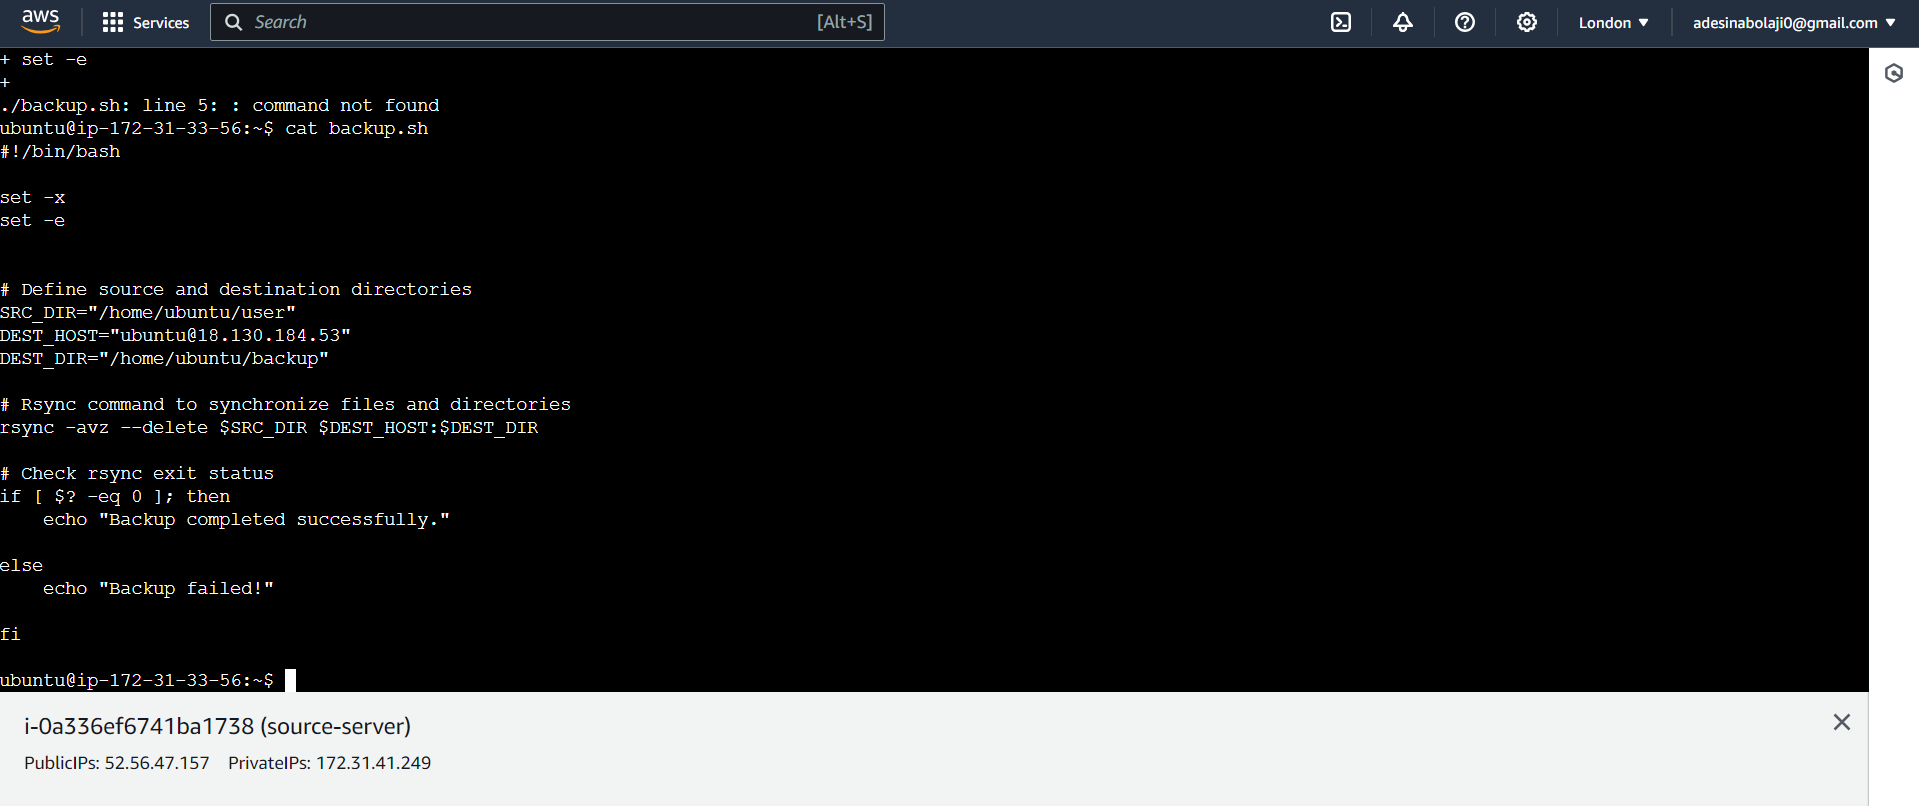 aws
Services
Search
[Alt+S]
London
adesinabolaji0@gmail.com
+ set -e
+
./backup.sh: line 5: : command not found
ubuntu@ip-172-31-33-56:~$ cat backup.sh
#!/bin/bash
set -x
set -e
# Define source and destination directories
SRC_DIR="/home/ubuntu/user"
DEST_HOST="ubuntu@18.130.184.53"
DEST_DIR="/home/ubuntu/backup"
# Rsync command to synchronize files and directories
rsync -avz --delete $SRC_DIR $DEST_HOST:$DEST_DIR
# Check rsync exit status
if [ $? -eq 0 ]; then
    echo "Backup completed successfully."
else
    echo "Backup failed!"
fi
ubuntu@ip-172-31-33-56:~$
i-0a336ef6741ba1738 (source-server)
PublicIPs: 52.56.47.157 PrivateIPs: 172.31.41.249